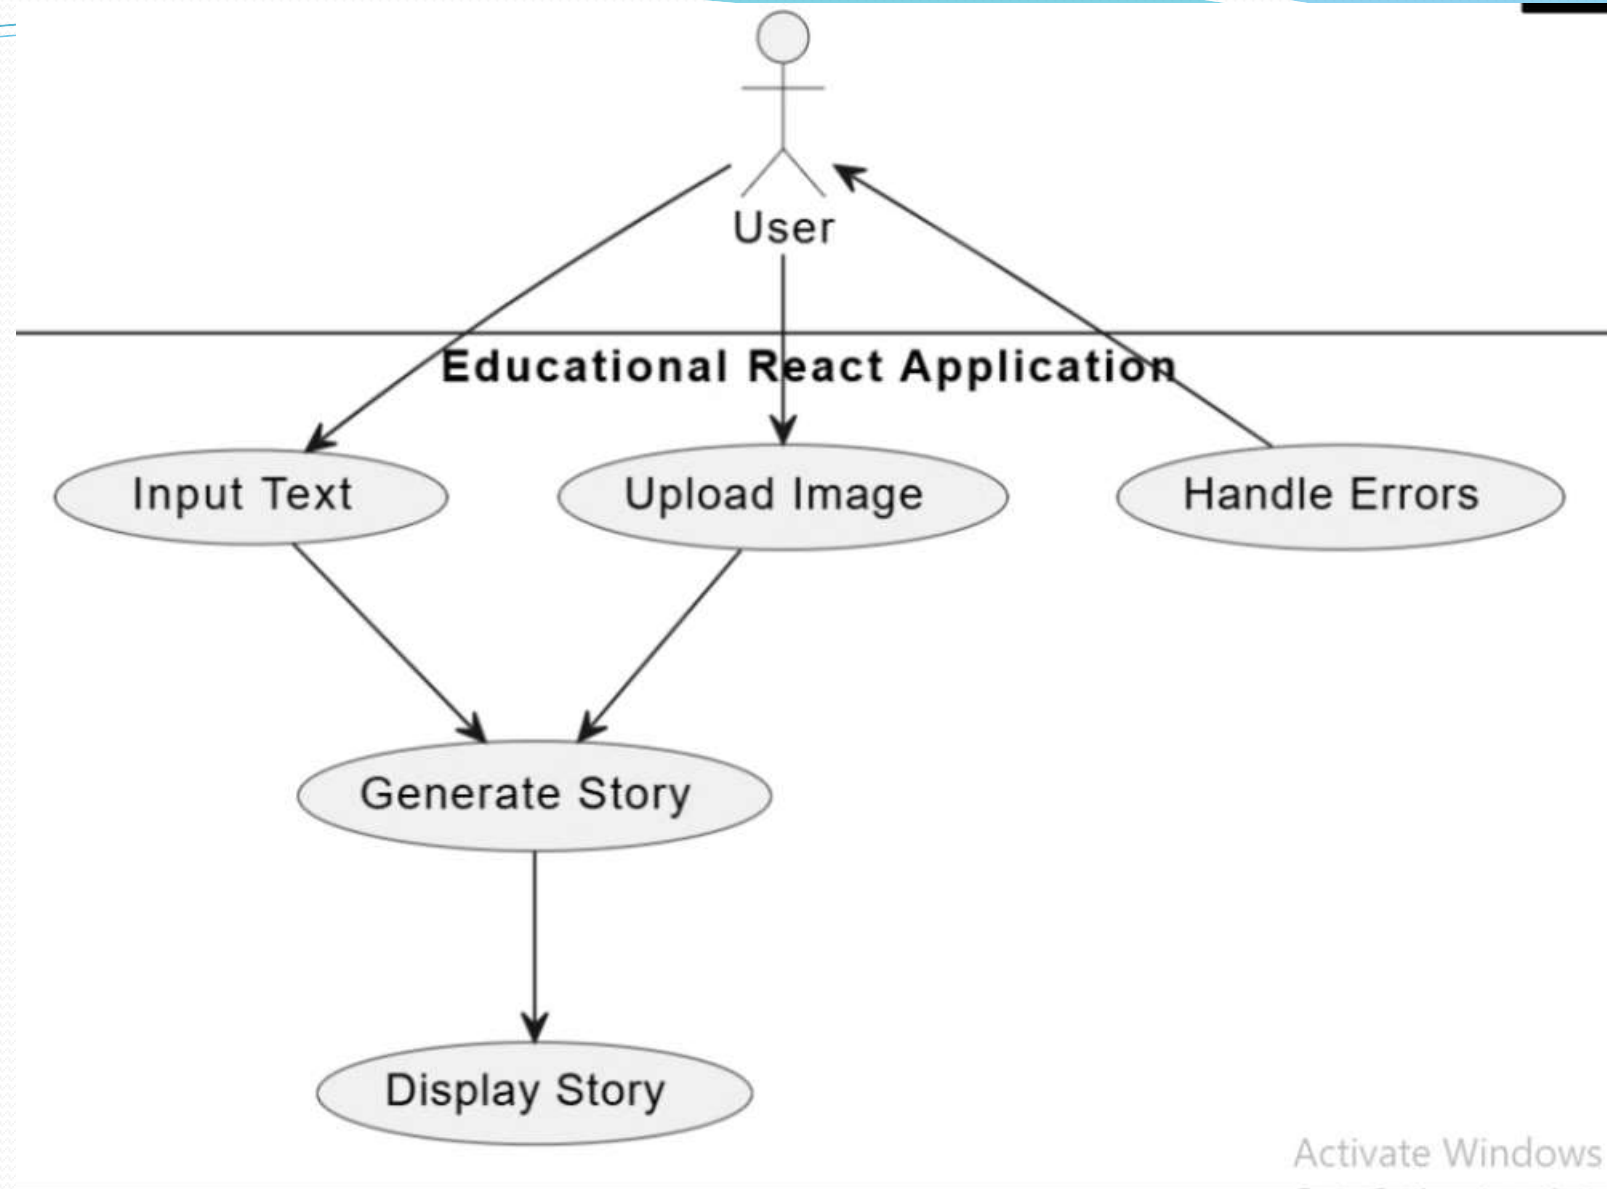 User
Educational React Application
Input Text
Upload Image
Handle Errors
Generate Story
Display Story
Activate Windows